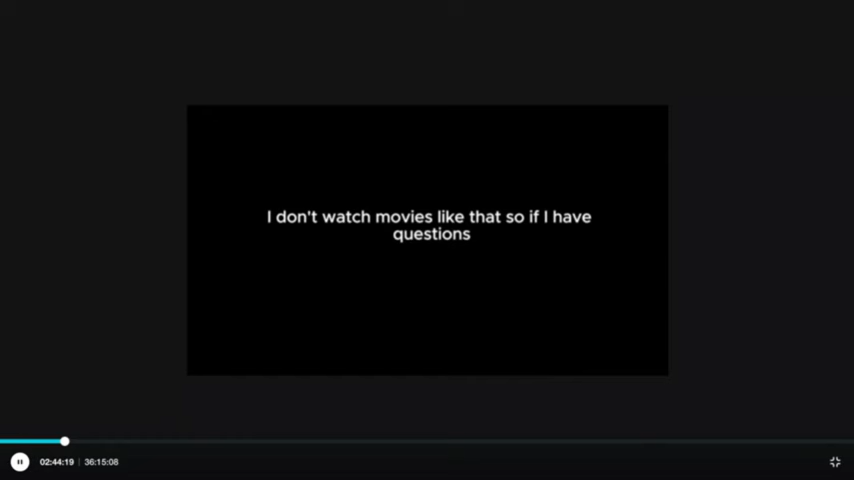 I don't watch movies like that so if I have
questions
02:44:19 | 36:15:08